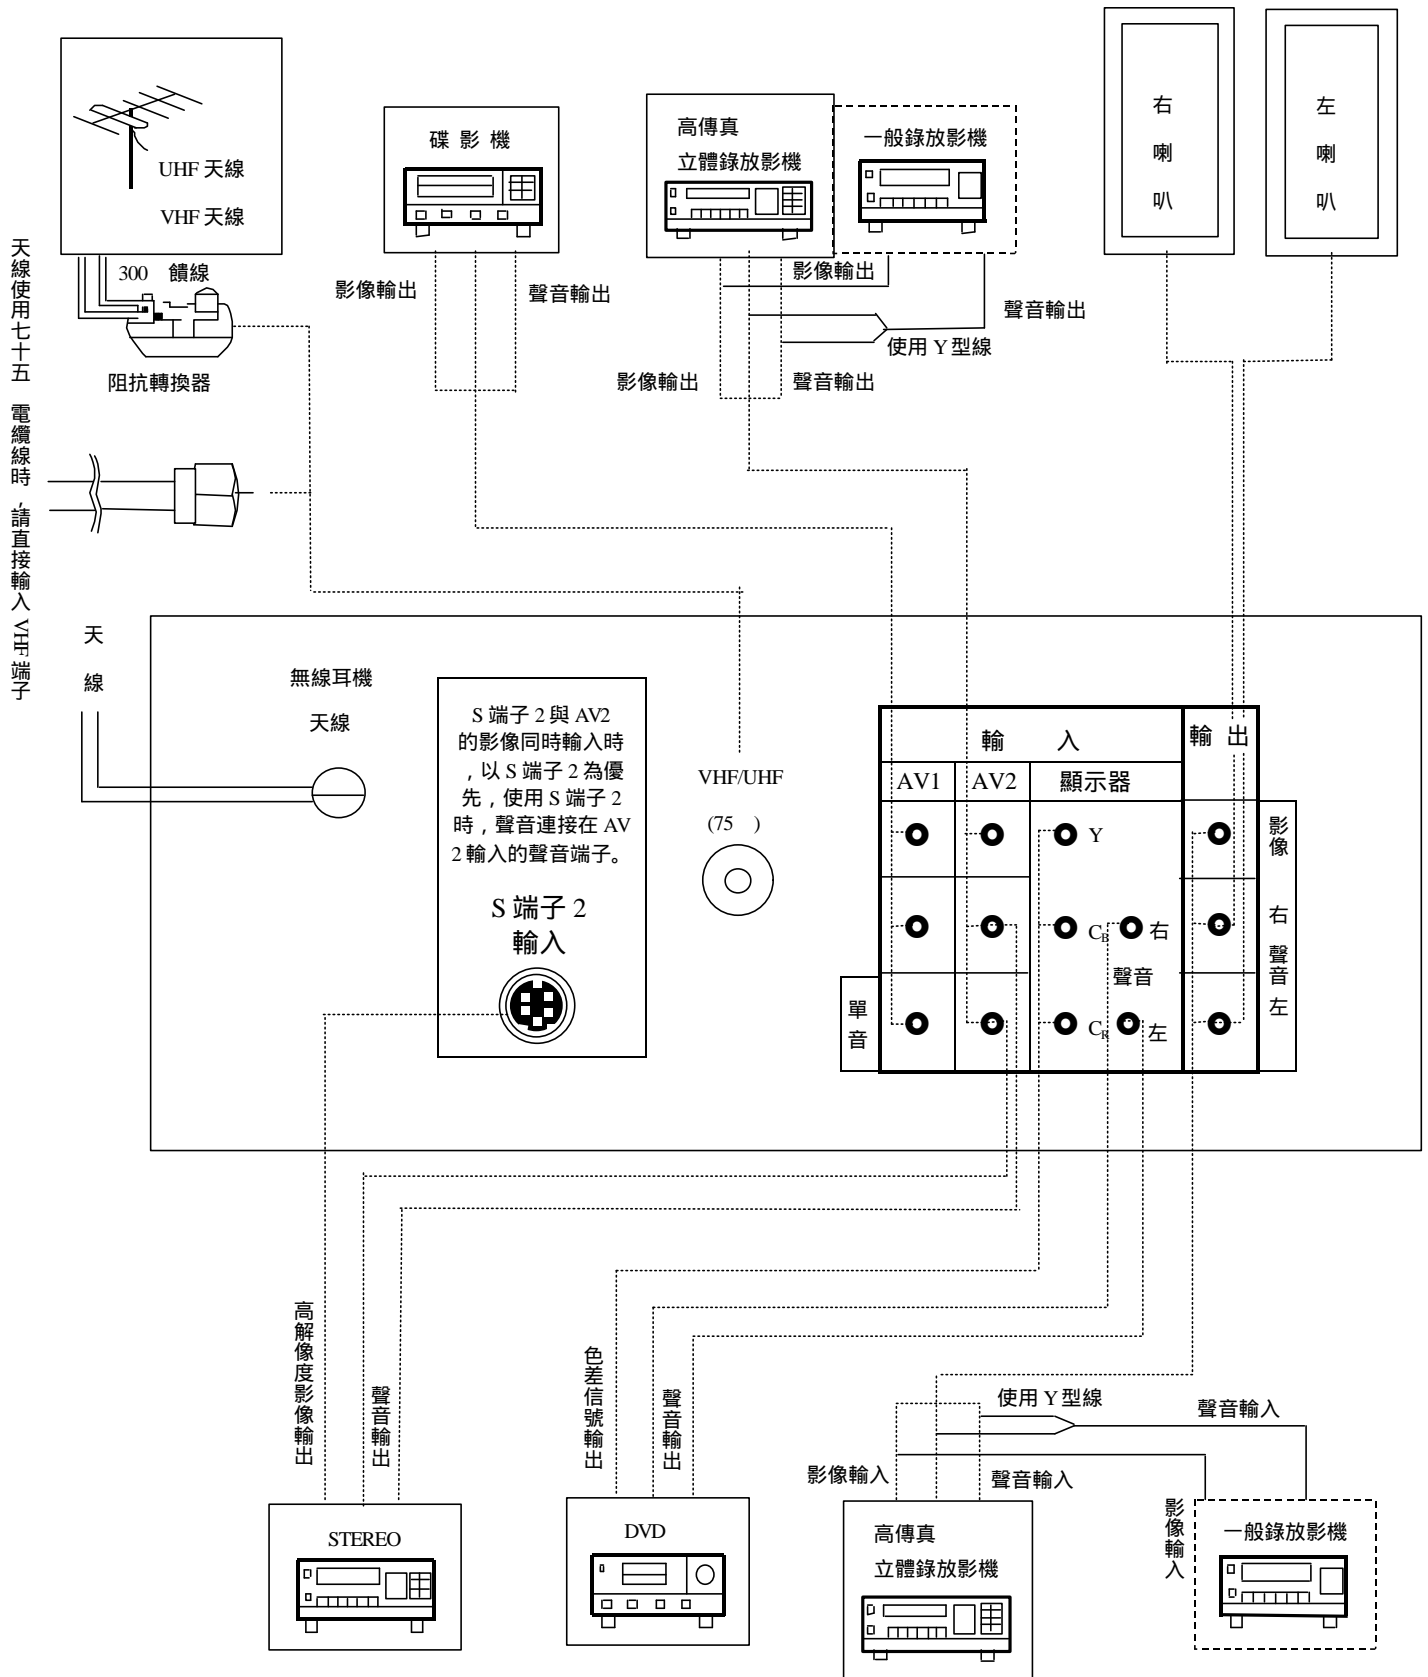 右喇叭
左喇叭
UHF 天線
VHF 天線
碟 影 機
高傳真
立體錄放影機
一般錄放影機
天線使用七十五 電纜線時，請直接輸入 VHF 端子
300 饋線
阻抗轉換器
影像輸出
聲音輸出
影像輸出
聲音輸出
使用 Y 型線
影像輸出
聲音輸出
天線
無線耳機
天線
S 端子 2 與 AV2
的影像同時輸入時
，以 S 端子 2 為優
先，使用 S 端子 2
時，聲音連接在 AV
2 輸入的聲音端子。
S 端子 2
輸入
VHF/UHF
(75 )
輸 入
輸 出
AV1
AV2
顯示器
Y
CB
右
聲音
CR
左
單音
影像
右
聲音
左
高解像度影像輸出
聲音輸出
色差信號輸出
聲音輸出
使用 Y 型線
聲音輸入
影像輸入
聲音輸入
影像輸入
STEREO
DVD
高傳真
立體錄放影機
一般錄放影機